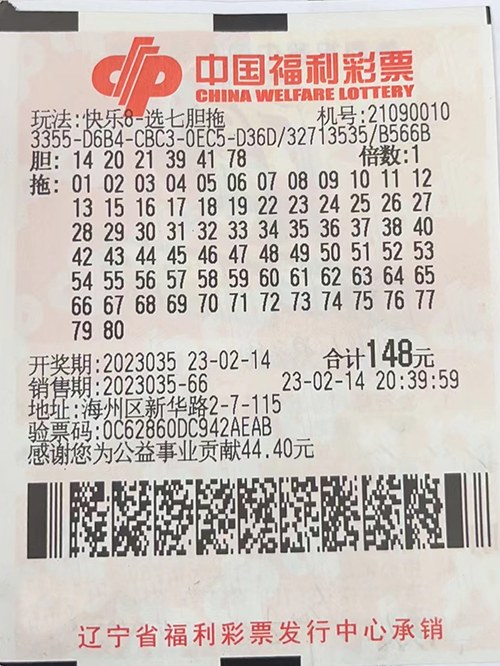 中国福利彩票
CHINA WELFARE LOTTERY
玩法:快乐8-选七胆拖 机号:21090010
3355-D6B4-CBC3-0EC5-D36D/32713535/B566B
胆: 14 20 21 39 41 78 倍数:1
拖: 01 02 03 04 05 06 07 08 09 10 11 12
13 15 16 17 18 19 22 23 24 25 26 27
28 29 30 31 32 33 34 35 36 37 38 40
42 43 44 45 46 47 48 49 50 51 52 53
54 55 56 57 58 59 60 61 62 63 64 65
66 67 68 69 70 71 72 73 74 75 76 77
79 80
开奖期:2023035 23-02-14 合计148元
销售期:2023035-66 23-02-14 20:39:59
地址:海州区新华路2-7-115
验票码:0C62860DC942AEAB
感谢您为公益事业贡献44.40元
辽宁省福利彩票发行中心承销